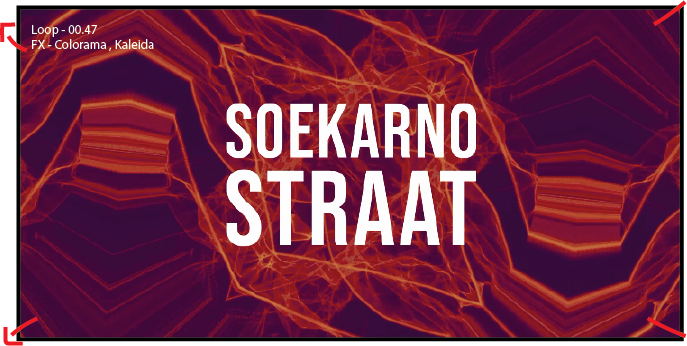 Loop - 00.47
FX - Colorama , Kaleida
SOEKARNO
STRAAT